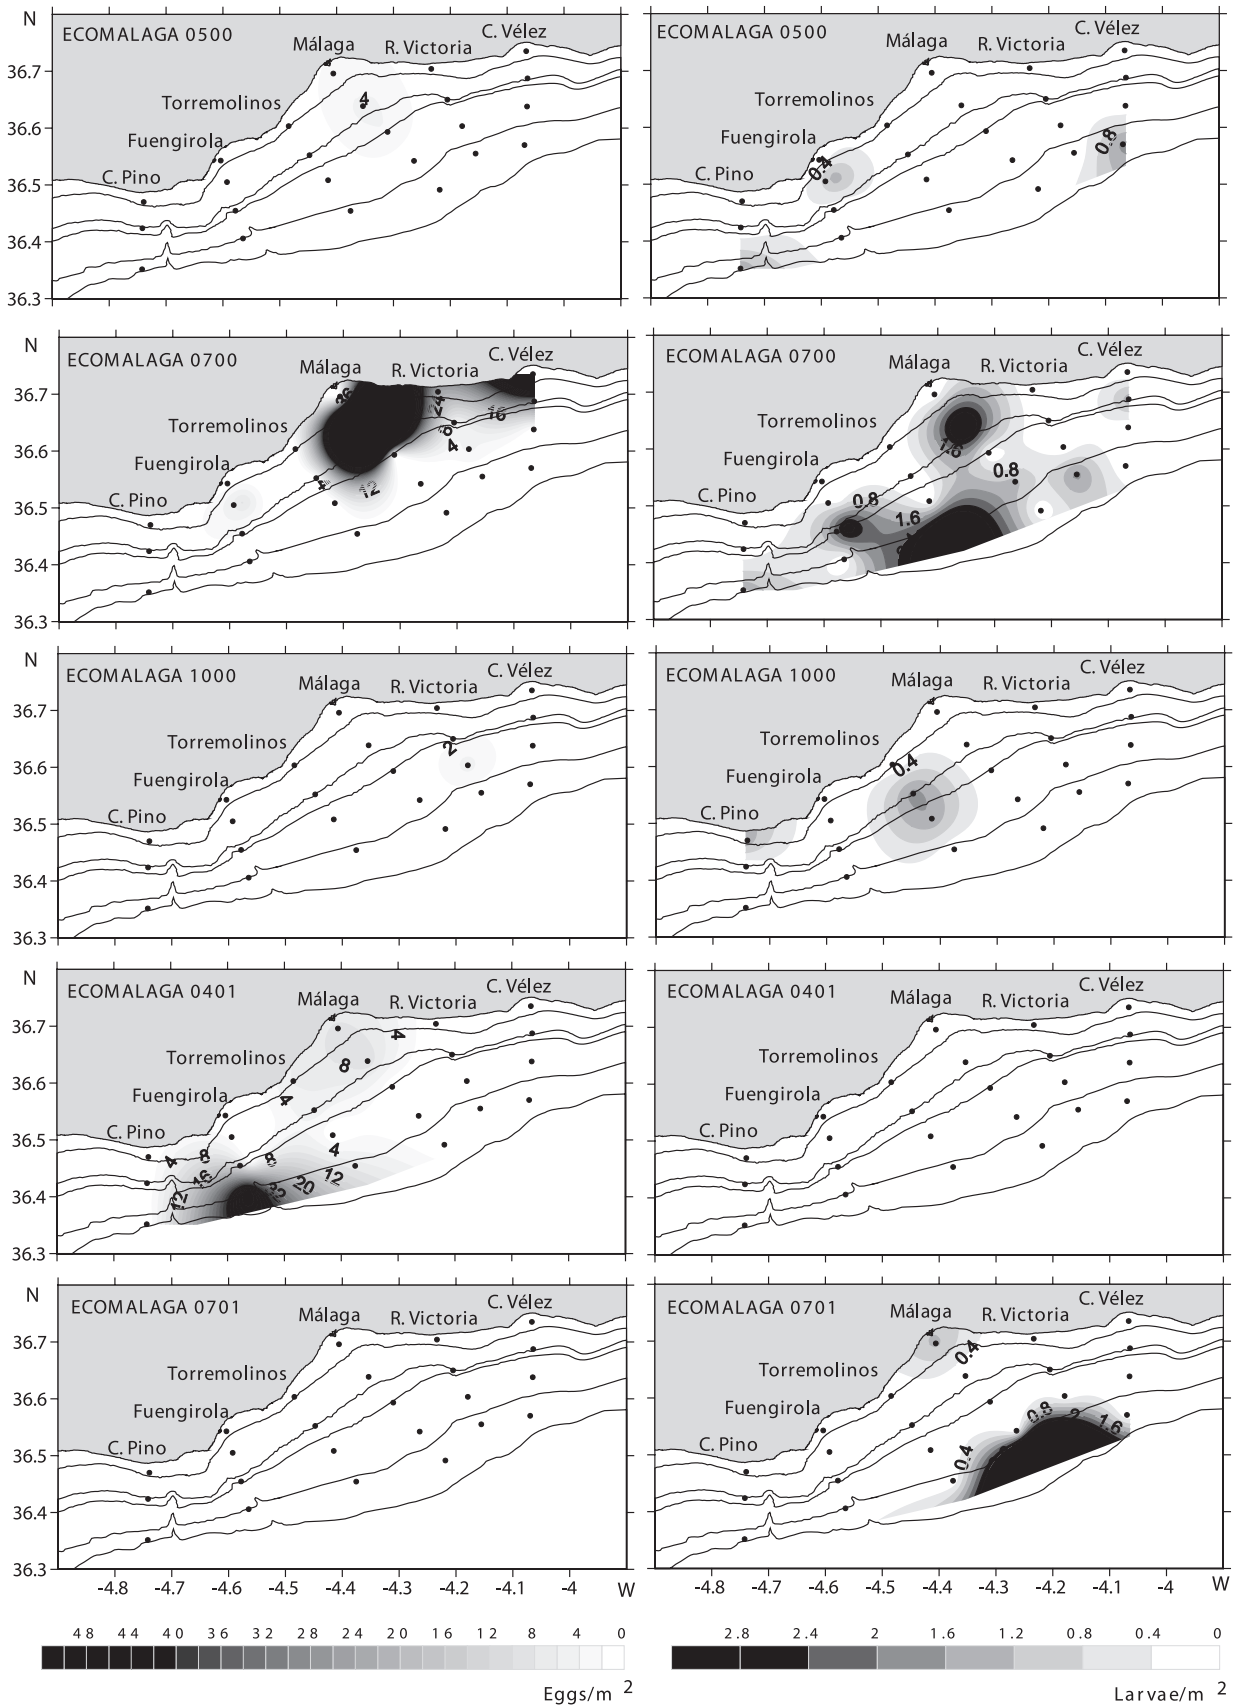 N
ECOMALAGA 0500
C. Vélez
R. Victoria
Málaga
Torremolinos
Fuengirola
C. Pino
4
36.7
36.6
36.5
36.4
36.3
ECOMALAGA 0500
C. Vélez
R. Victoria
Málaga
Torremolinos
Fuengirola
C. Pino
0.4
0.8
N
ECOMALAGA 0700
C. Vélez
R. Victoria
Málaga
Torremolinos
Fuengirola
C. Pino
36
24
16
8
4
4
12
36.7
36.6
36.5
36.4
36.3
ECOMALAGA 0700
C. Vélez
R. Victoria
Málaga
Torremolinos
Fuengirola
C. Pino
1.6
0.8
0.8
1.6
N
ECOMALAGA 1000
C. Vélez
R. Victoria
Málaga
Torremolinos
Fuengirola
C. Pino
2
36.7
36.6
36.5
36.4
36.3
ECOMALAGA 1000
C. Vélez
R. Victoria
Málaga
Torremolinos
Fuengirola
C. Pino
0.4
N
ECOMALAGA 0401
C. Vélez
R. Victoria
Málaga
Torremolinos
Fuengirola
C. Pino
4
8
4
4
8
8
4
16
12
20
12
36.7
36.6
36.5
36.4
36.3
ECOMALAGA 0401
C. Vélez
R. Victoria
Málaga
Torremolinos
Fuengirola
C. Pino
N
ECOMALAGA 0701
C. Vélez
R. Victoria
Málaga
Torremolinos
Fuengirola
C. Pino
36.7
36.6
36.5
36.4
36.3
-4.8 -4.7 -4.6 -4.5 -4.4 -4.3 -4.2 -4.1 -4 W
ECOMALAGA 0701
C. Vélez
R. Victoria
Málaga
Torremolinos
Fuengirola
C. Pino
0.4
0.8
2
1.6
0.4
-4.8 -4.7 -4.6 -4.5 -4.4 -4.3 -4.2 -4.1 -4 W
48 44 40 36 32 28 24 20 16 12 8 4 0
Eggs/m 2
2.8 2.4 2 1.6 1.2 0.8 0.4 0
Larvae/m 2